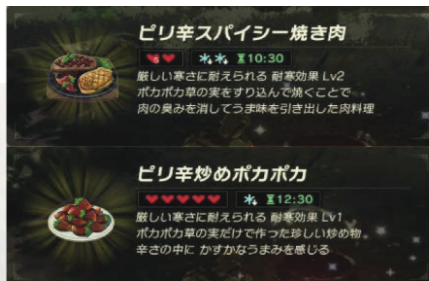 ピリ辛スパイシー焼き肉
10:30
厳しい寒さに耐えられる 耐寒効果 Lv2
ポカポカ草の実をすり込んで焼くことで
肉の臭みを消してうま味を引き出した肉料理
ピリ辛炒めポカポカ
12:30
厳しい寒さに耐えられる 耐寒効果 Lv1
ポカポカ草の実だけで作った珍しい炒め物
辛さの中に かすかなうまみを感じる